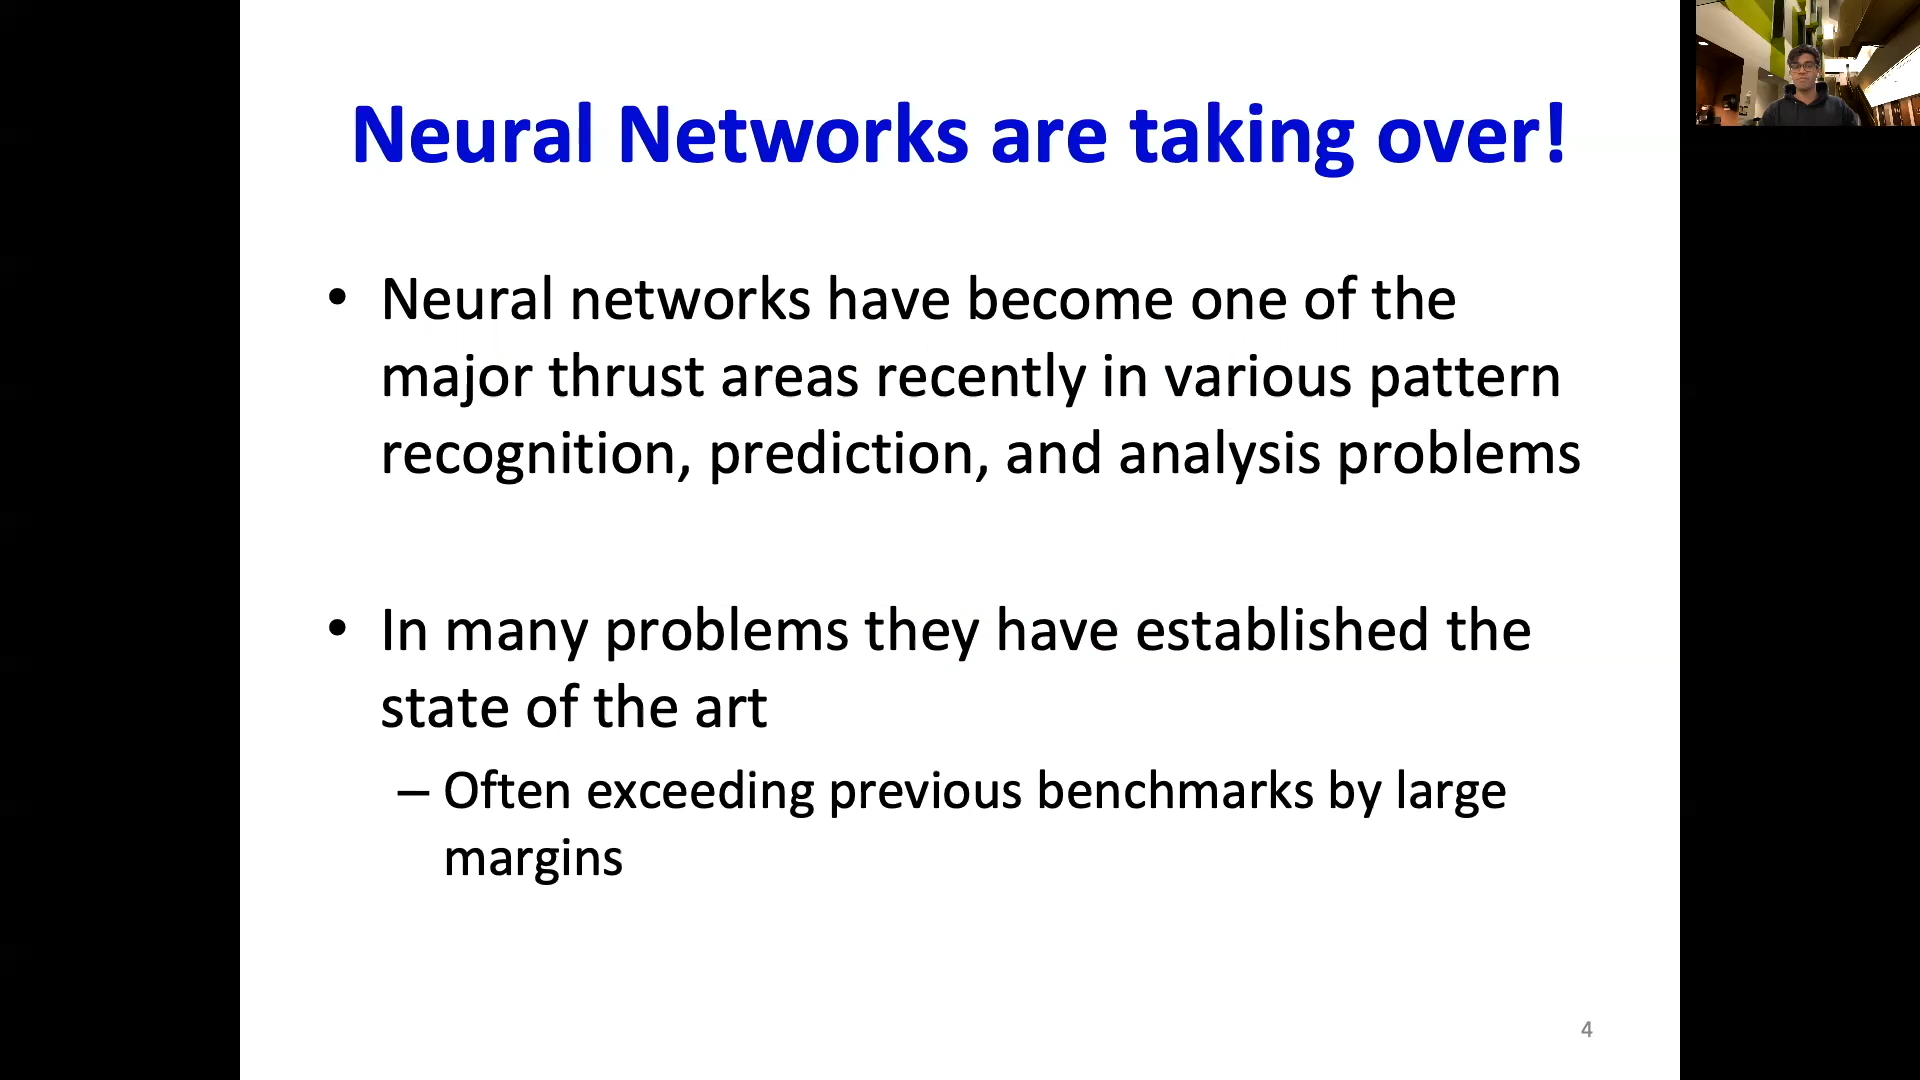 Neural Networks are taking over!
• Neural networks have become one of the
major thrust areas recently in various pattern
recognition, prediction, and analysis problems
• In many problems they have established the
state of the art
– Often exceeding previous benchmarks by large
margins
4